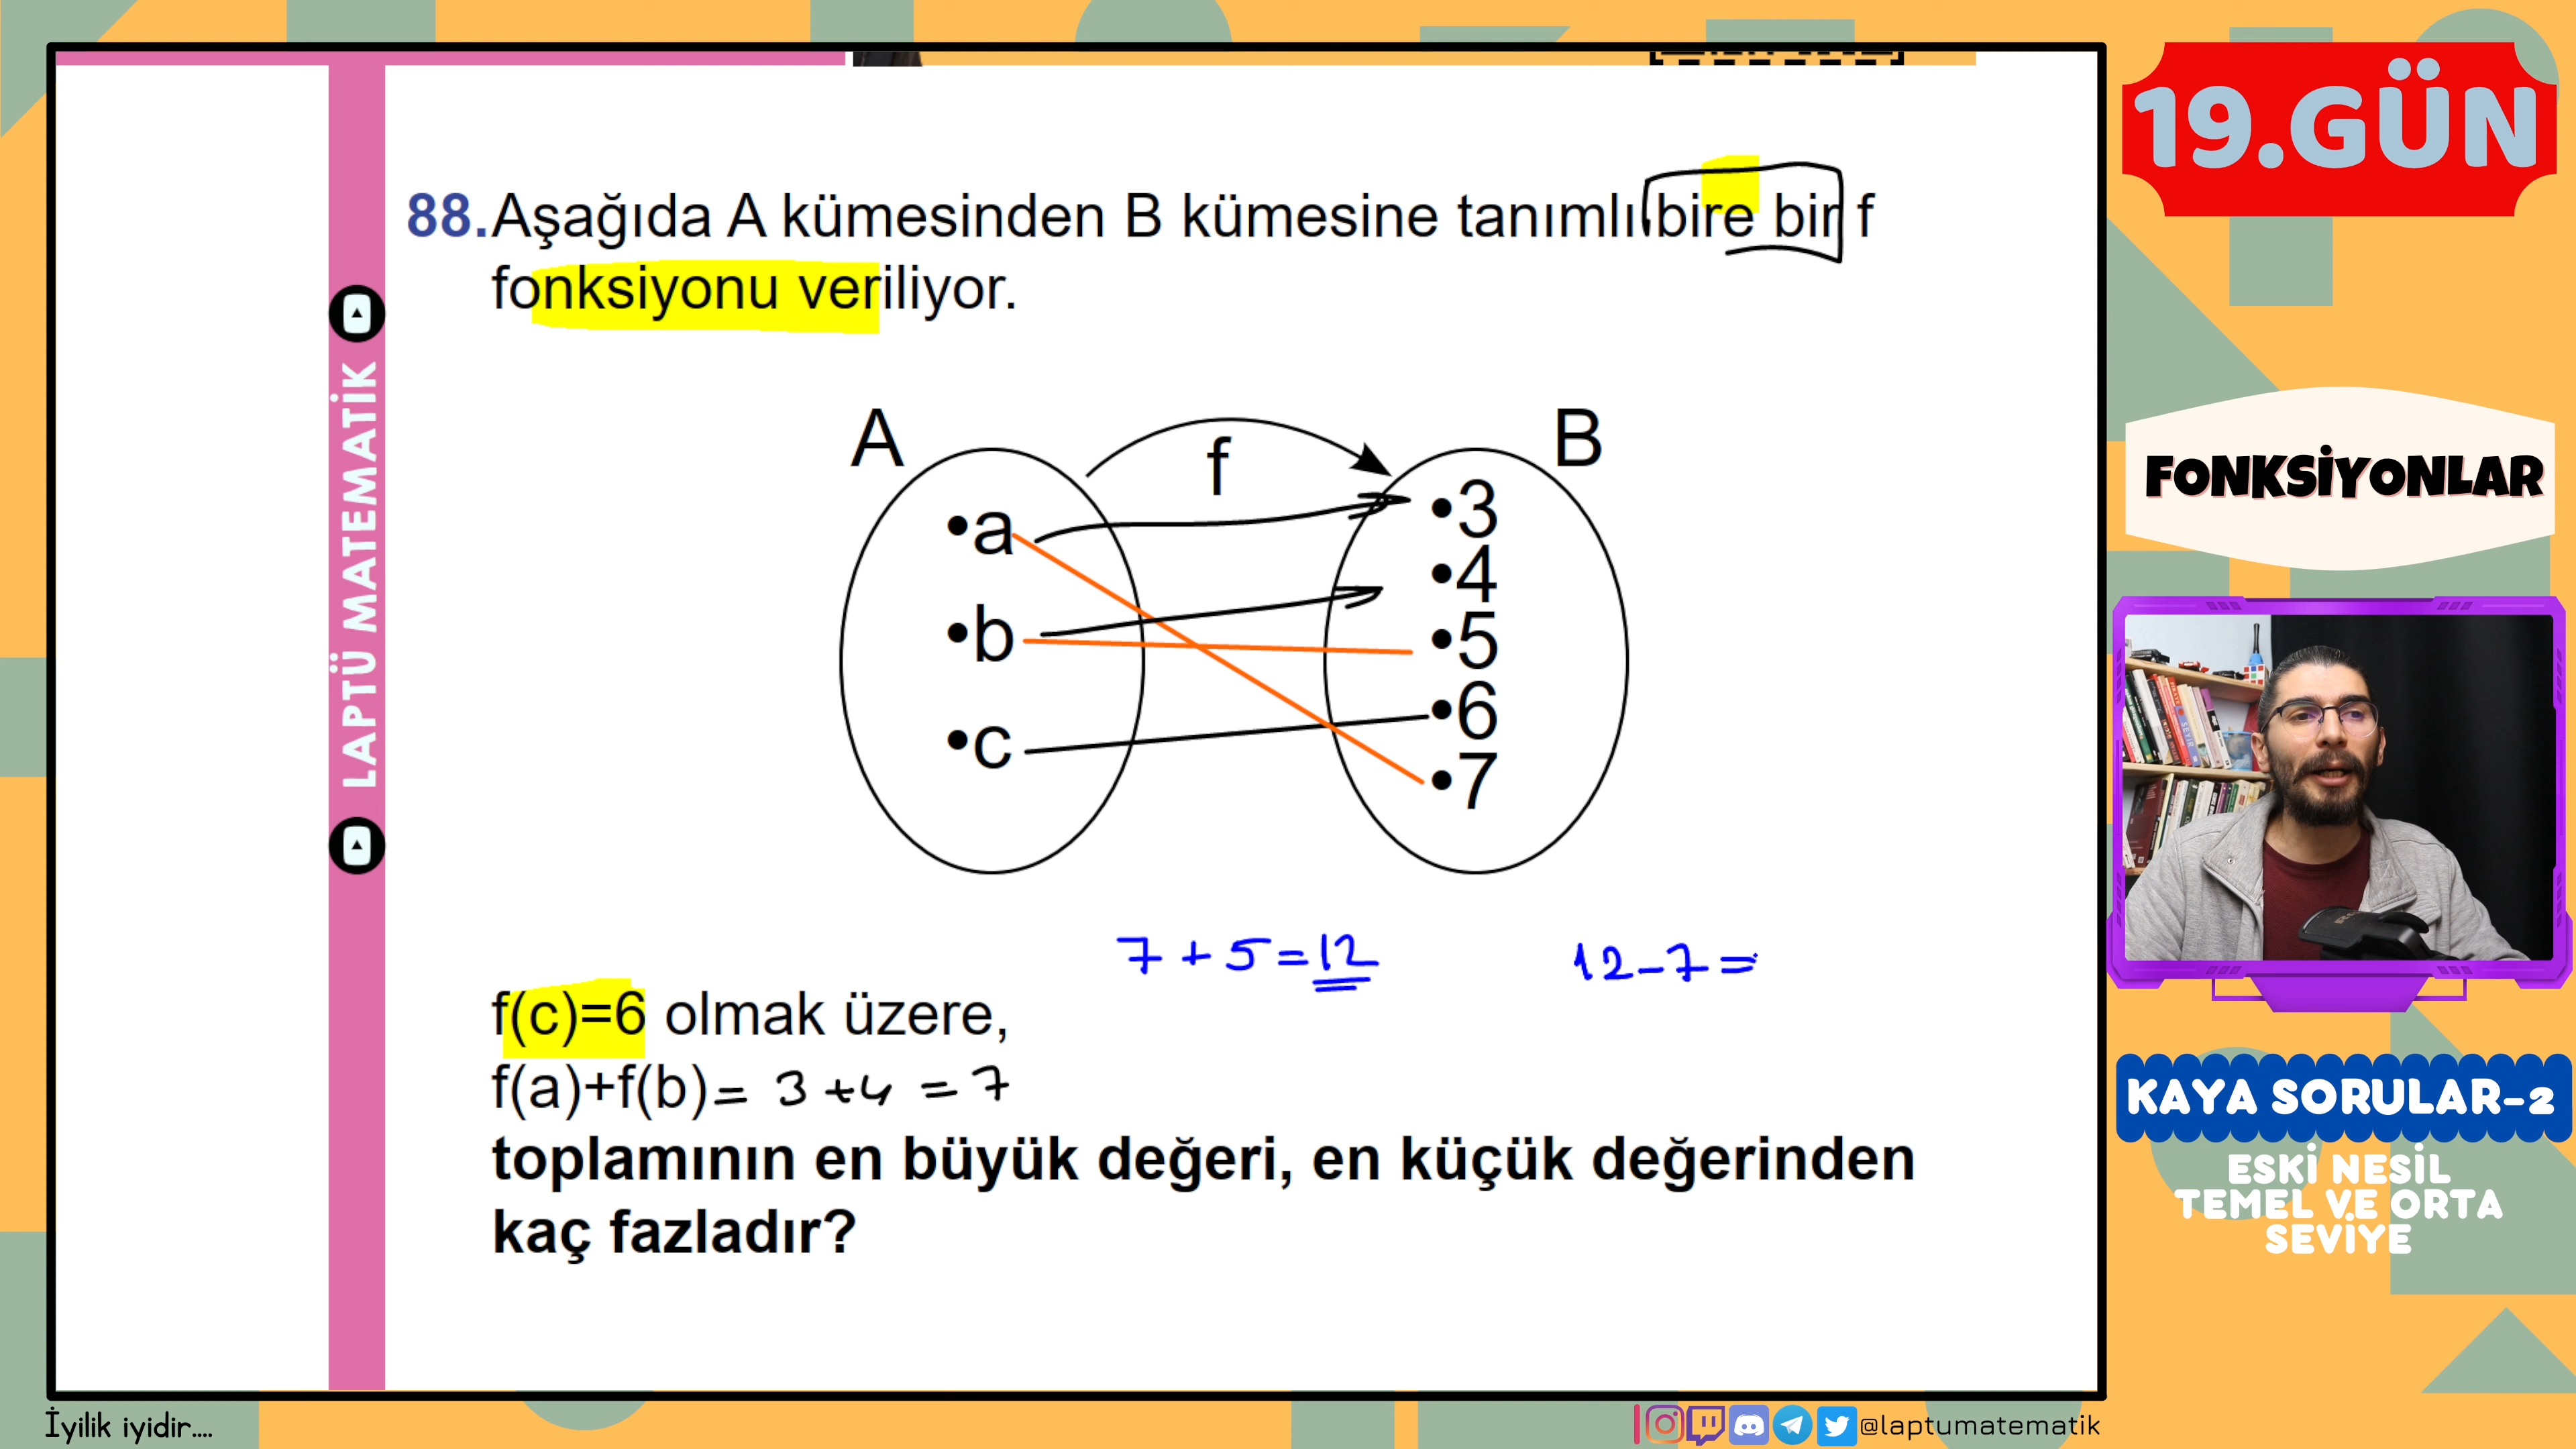 19.GÜN
88.Aşağıda A kümesinden B kümesine tanımlı bire bir f
fonksiyonu veriliyor.
A f B
•a
•b
•c
•3
•4
•5
•6
•7
7 + 5 = 12
12 - 7 =
f(c)=6 olmak üzere,
f(a)+f(b) = 3 + 4 = 7
toplamının en büyük değeri, en küçük değerinden
kaç fazladır?
LAPTÜ MATEMATİK
FONKSİYONLAR
KAYA SORULAR-2
ESKİ NESİL
TEMEL VE ORTA
SEVİYE
İyilik iyidir....
@laptumatematik